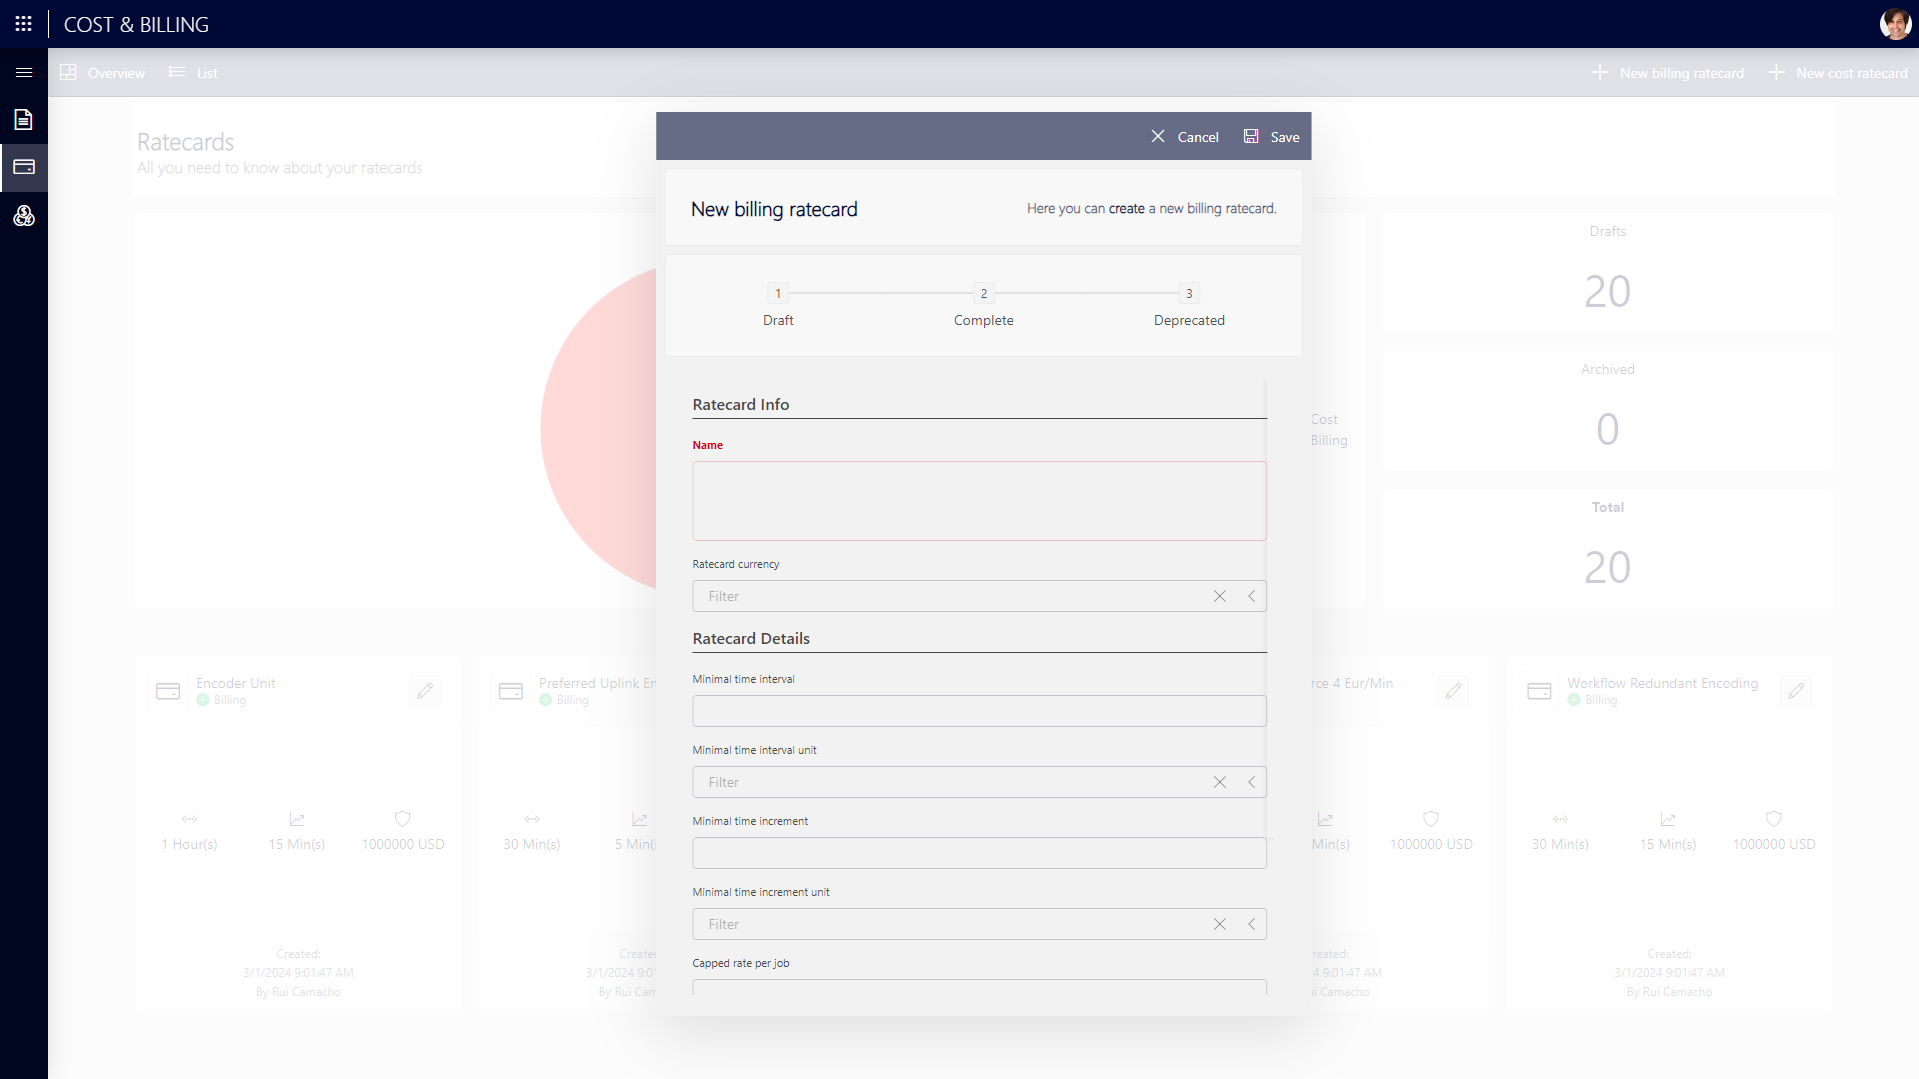 COST & BILLING
Overview
List
New billing ratecard
New cost ratecard
Ratecards
All you need to know about your ratecards
Cancel
Save
New billing ratecard
Here you can create a new billing ratecard.
1
2
3
Draft
Complete
Deprecated
Ratecard Info
Name
Ratecard currency
Filter
Ratecard Details
Minimal time interval
Minimal time interval unit
Filter
Minimal time increment
Minimal time increment unit
Filter
Capped rate per job
Cost
Billing
Drafts
20
Archived
0
Total
20
Encoder Unit
Billing
1 Hour(s)
15 Min(s)
1000000 USD
Created:
3/1/2024 9:01:47 AM
By Rui Camacho
Preferred Uplink
Billing
30 Min(s)
5 Min(s
Create
3/1/2024 9:01
By Rui Cam
rce 4 Eur/Min
Min(s)
1000000 USD
reated:
4 9:01:47 AM
ui Camacho
Workflow Redundant Encoding
Billing
30 Min(s)
15 Min(s)
1000000 USD
Created:
3/1/2024 9:01:47 AM
By Rui Camacho